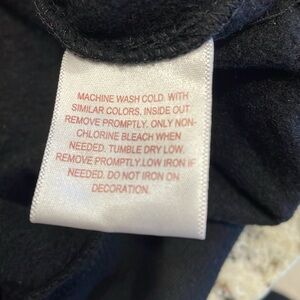 MACHINE WASH COLD. WITH
SIMILAR COLORS, INSIDE OUT
REMOVE PROMPTLY. ONLY NON-
CHLORINE BLEACH WHEN
NEEDED. TUMBLE DRY LOW.
REMOVE PROMPTLY.LOW IRON IF
NEEDED. DO NOT IRON ON
DECORATION.